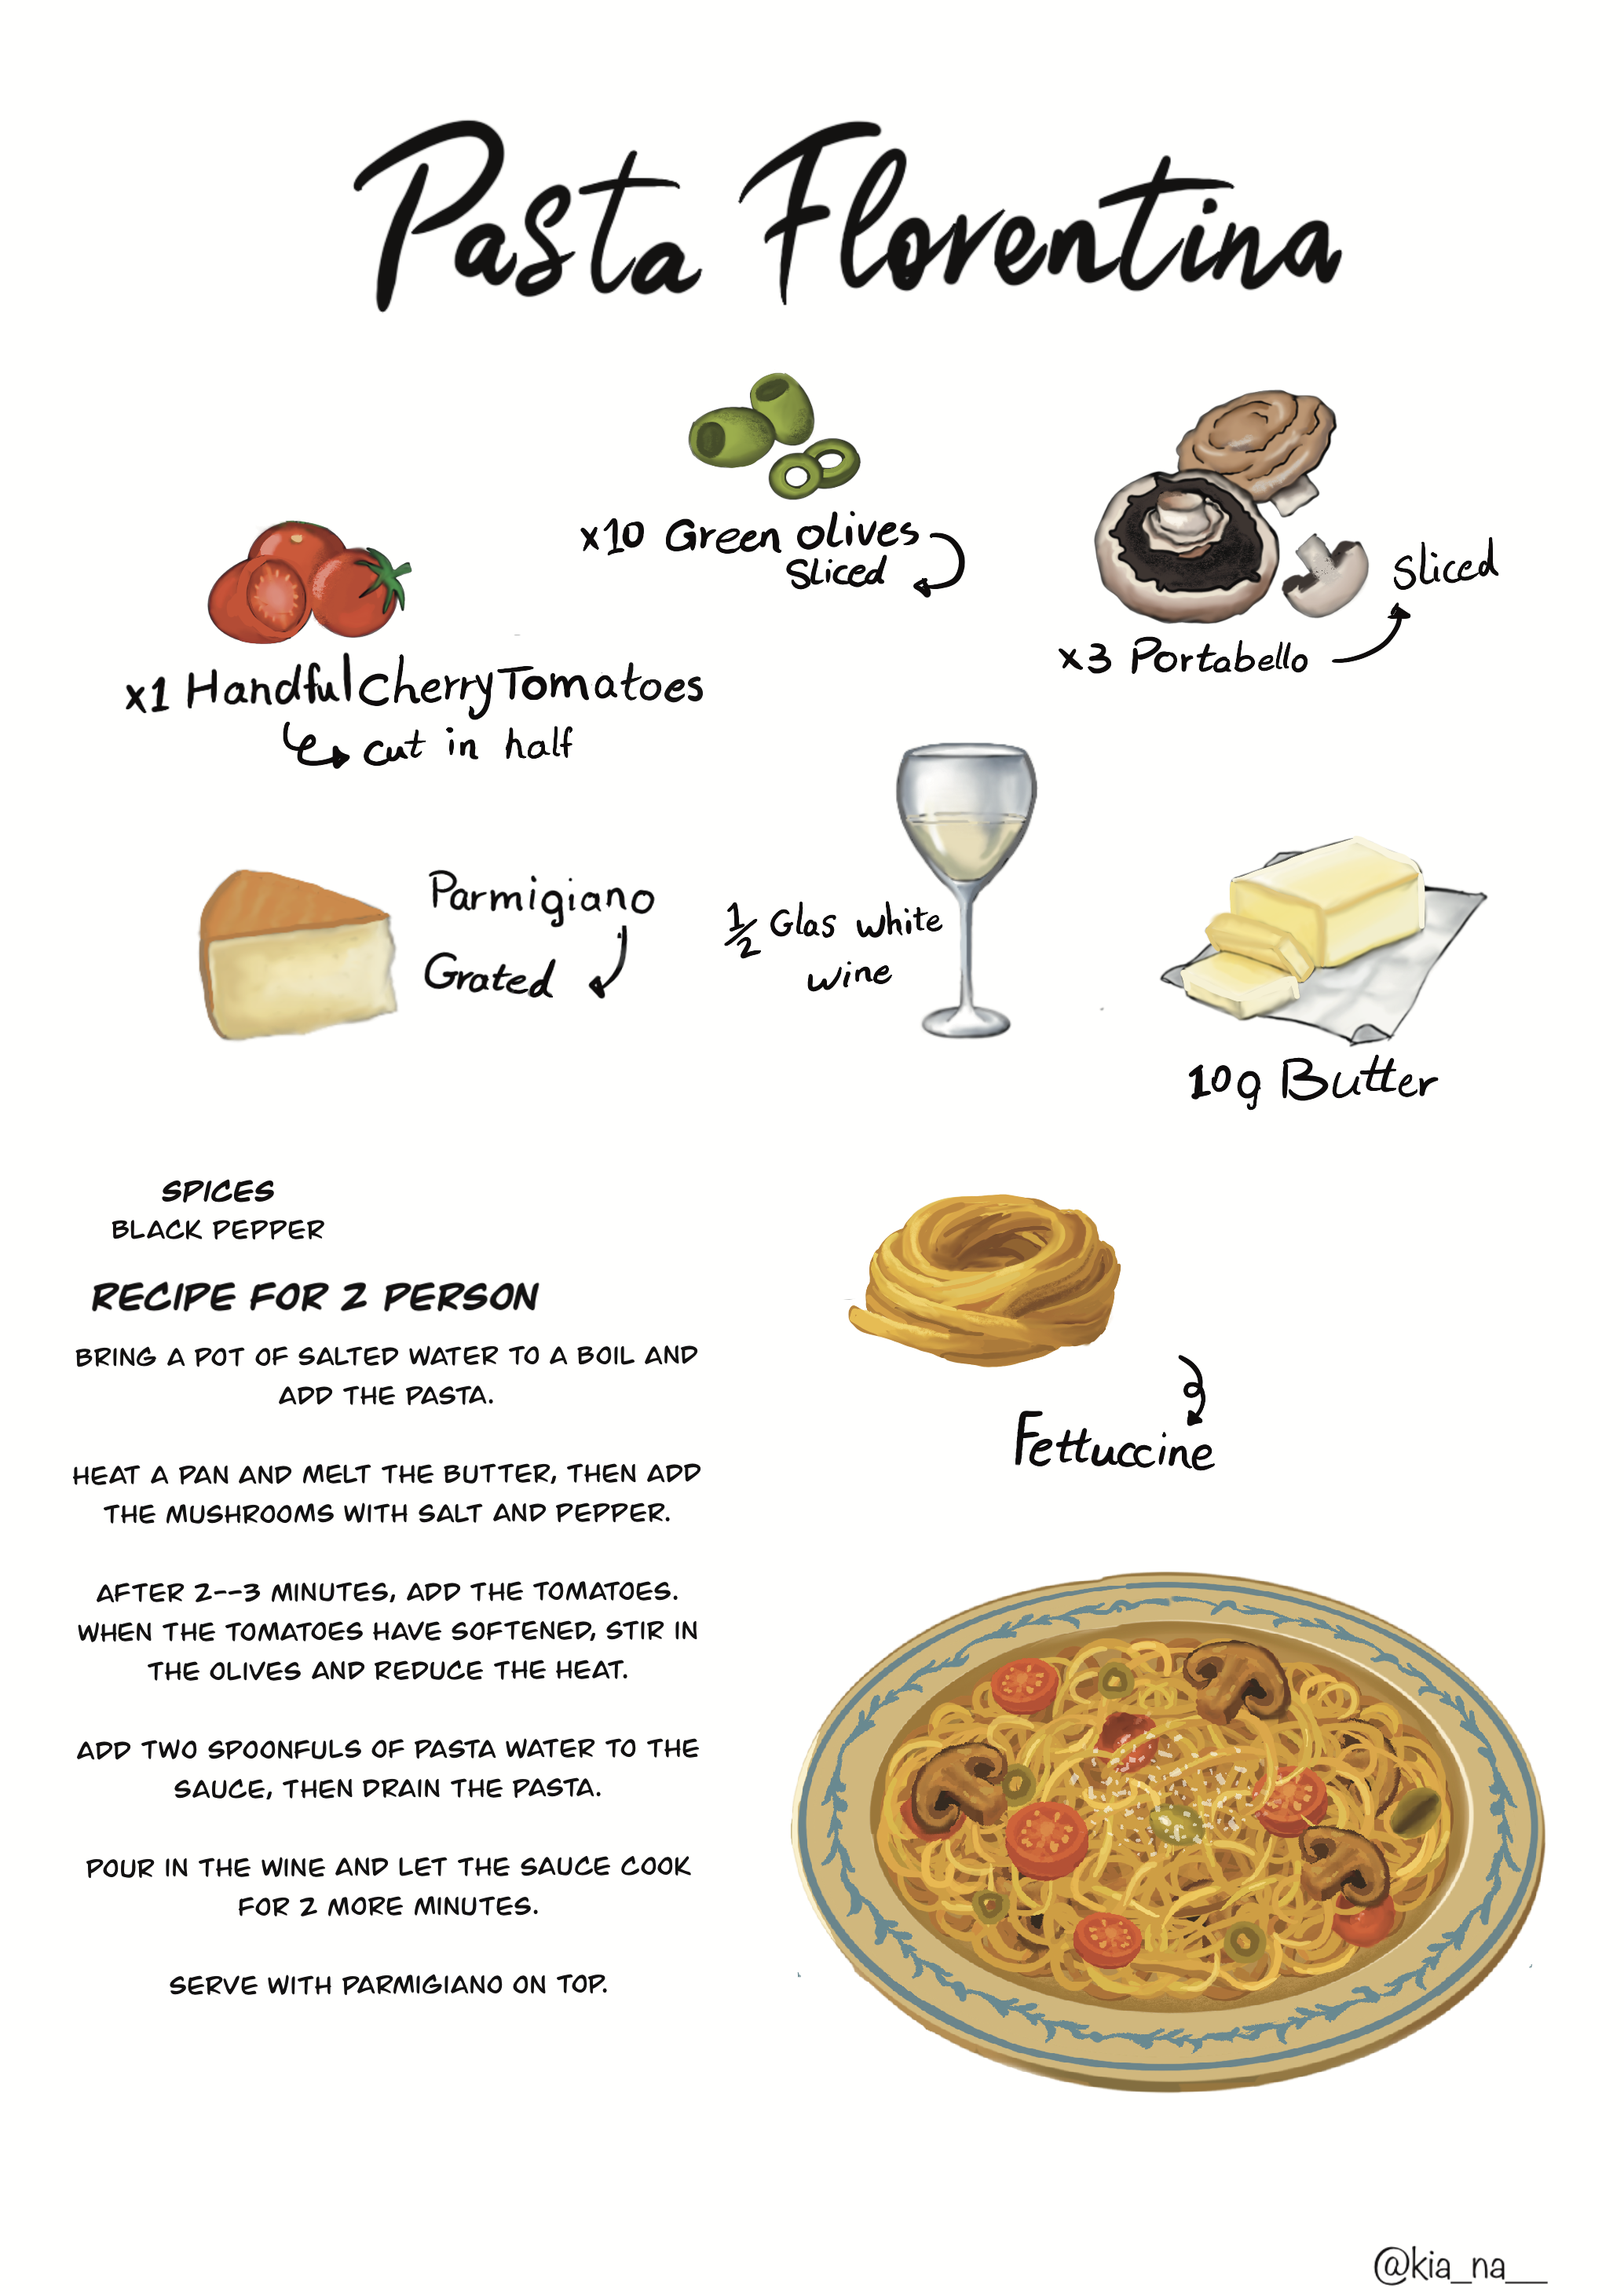 Pasta Florentina
x10 Green olives
Sliced
Sliced
x3 Portabello
x1 Handful Cherry Tomatoes
cut in half
Parmigiano
Grated
1/2 Glas white
wine
10g Butter
SPICES
BLACK PEPPER
RECIPE FOR 2 PERSON
BRING A POT OF SALTED WATER TO A BOIL AND
ADD THE PASTA.
HEAT A PAN AND MELT THE BUTTER, THEN ADD
THE MUSHROOMS WITH SALT AND PEPPER.
AFTER 2--3 MINUTES, ADD THE TOMATOES.
WHEN THE TOMATOES HAVE SOFTENED, STIR IN
THE OLIVES AND REDUCE THE HEAT.
ADD TWO SPOONFULS OF PASTA WATER TO THE
SAUCE, THEN DRAIN THE PASTA.
POUR IN THE WINE AND LET THE SAUCE COOK
FOR 2 MORE MINUTES.
SERVE WITH PARMIGIANO ON TOP.
Fettuccine
@kia_na__